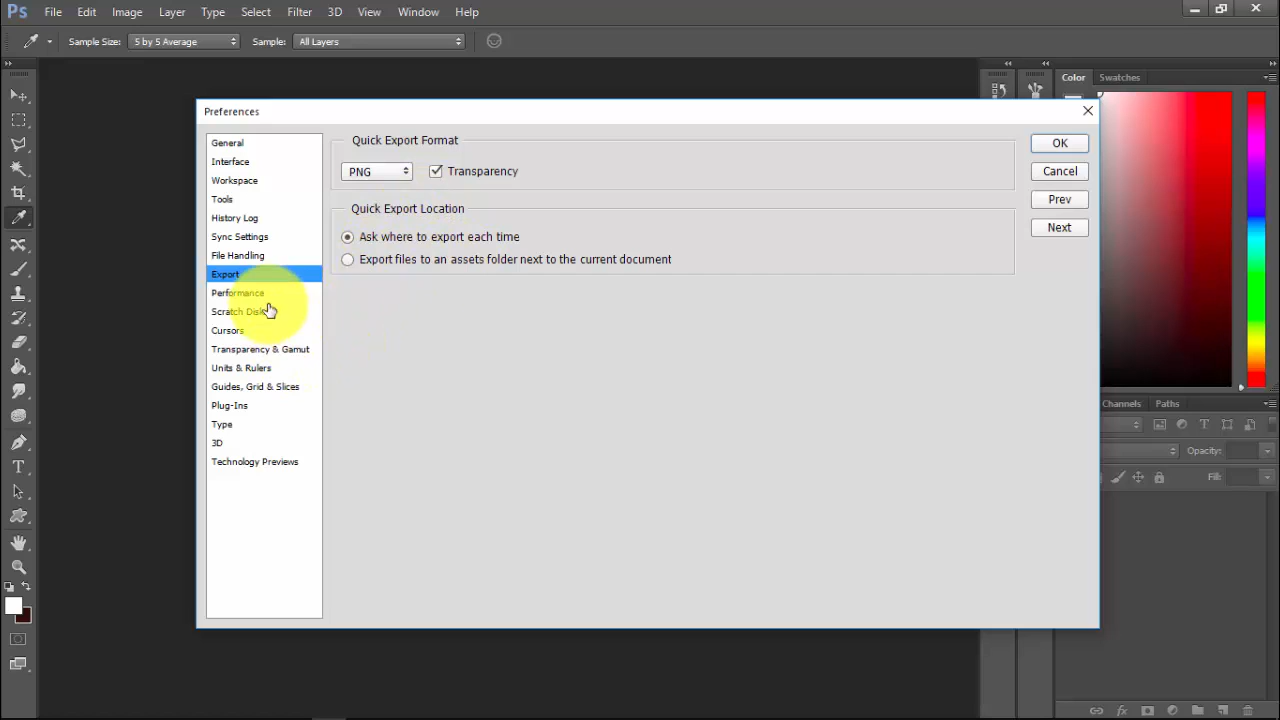 Ps File Edit Image Layer Type Select Filter 3D View Window Help
Sample Size: 5 by 5 Average Sample: All Layers
Color Swatches
Preferences
General
Interface
Workspace
Tools
History Log
Sync Settings
File Handling
Export
Performance
Scratch Disks
Cursors
Transparency & Gamut
Units & Rulers
Guides, Grid & Slices
Plug-Ins
Type
3D
Technology Previews
Quick Export Format
PNG Transparency
Quick Export Location
Ask where to export each time
Export files to an assets folder next to the current document
OK
Cancel
Prev
Next
Channels Paths
Opacity:
Fill:
fx